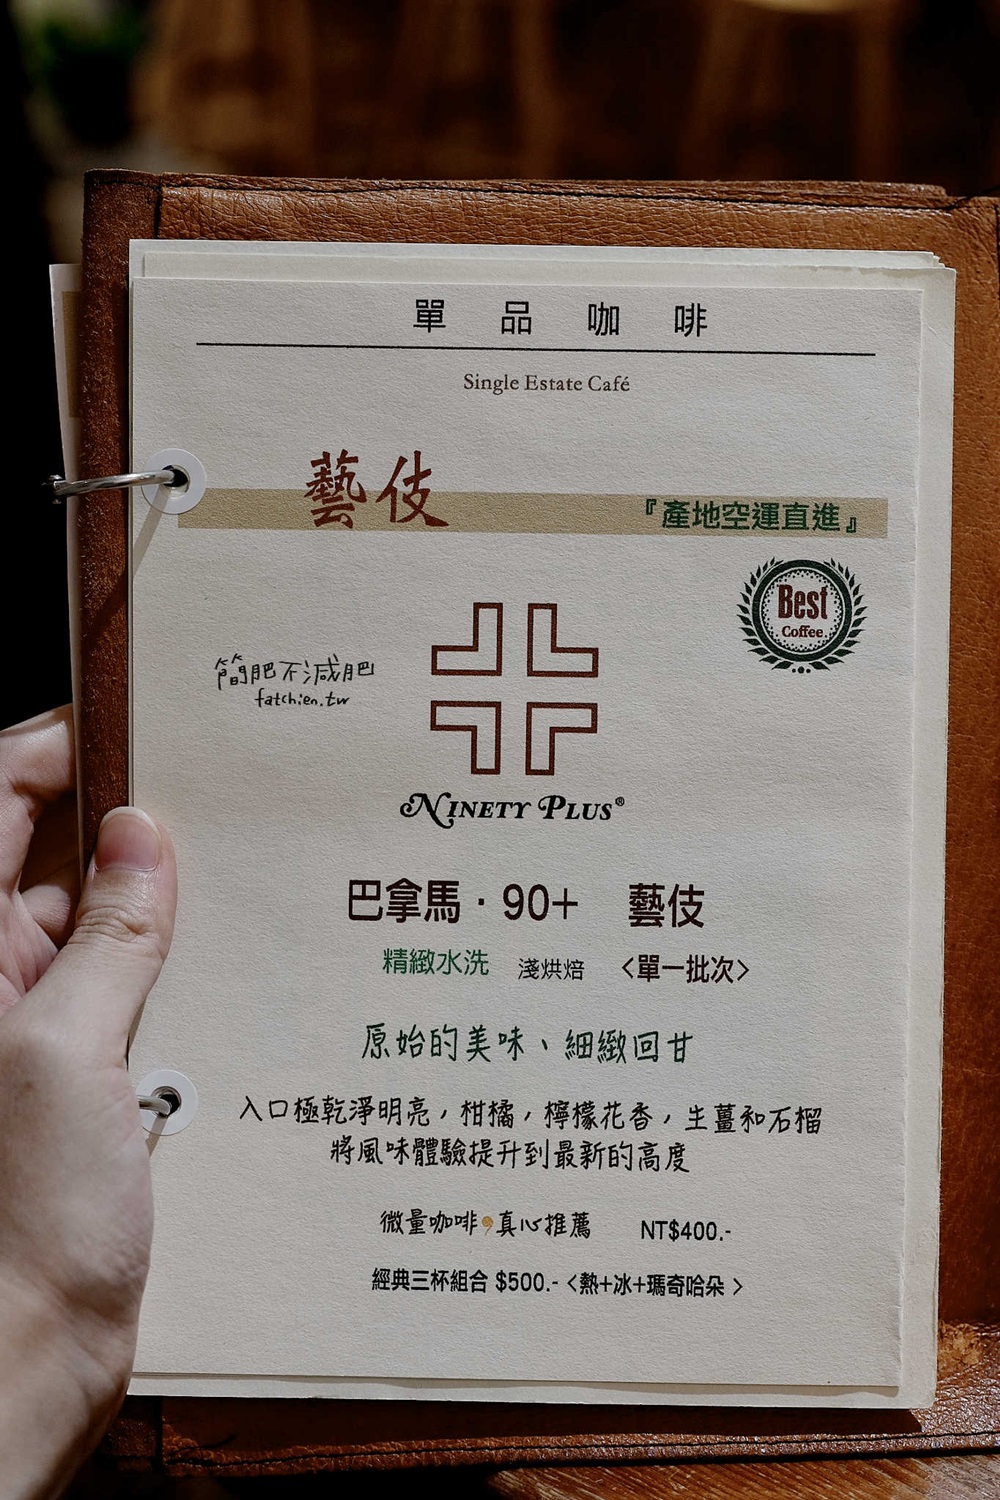 單品咖啡
Single Estate Café
藝伎
『產地空運直進』
Best
Coffee
簡肥不減肥
fatchien.tw
NINETY PLUS®
巴拿馬·90+ 藝伎
精緻水洗 淺烘焙 <單一批次>
原始的美味、細緻回甘
入口極乾淨明亮，柑橘，檸檬花香，生薑和石榴
將風味體驗提升到最新的高度
微量咖啡,真心推薦 NT$400.-
經典三杯組合 $500.- <熱+冰+瑪奇哈朵 >